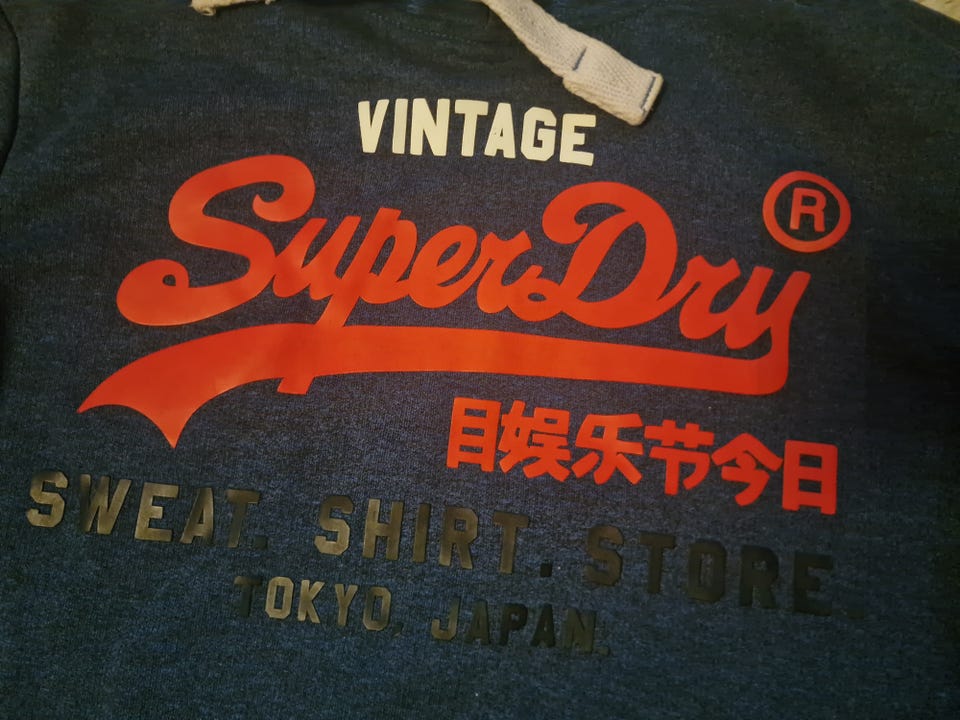 VINTAGE
SuperDry ®
目娱乐节今日
SWEAT. SHIRT. STORE.
TOKYO. JAPAN.